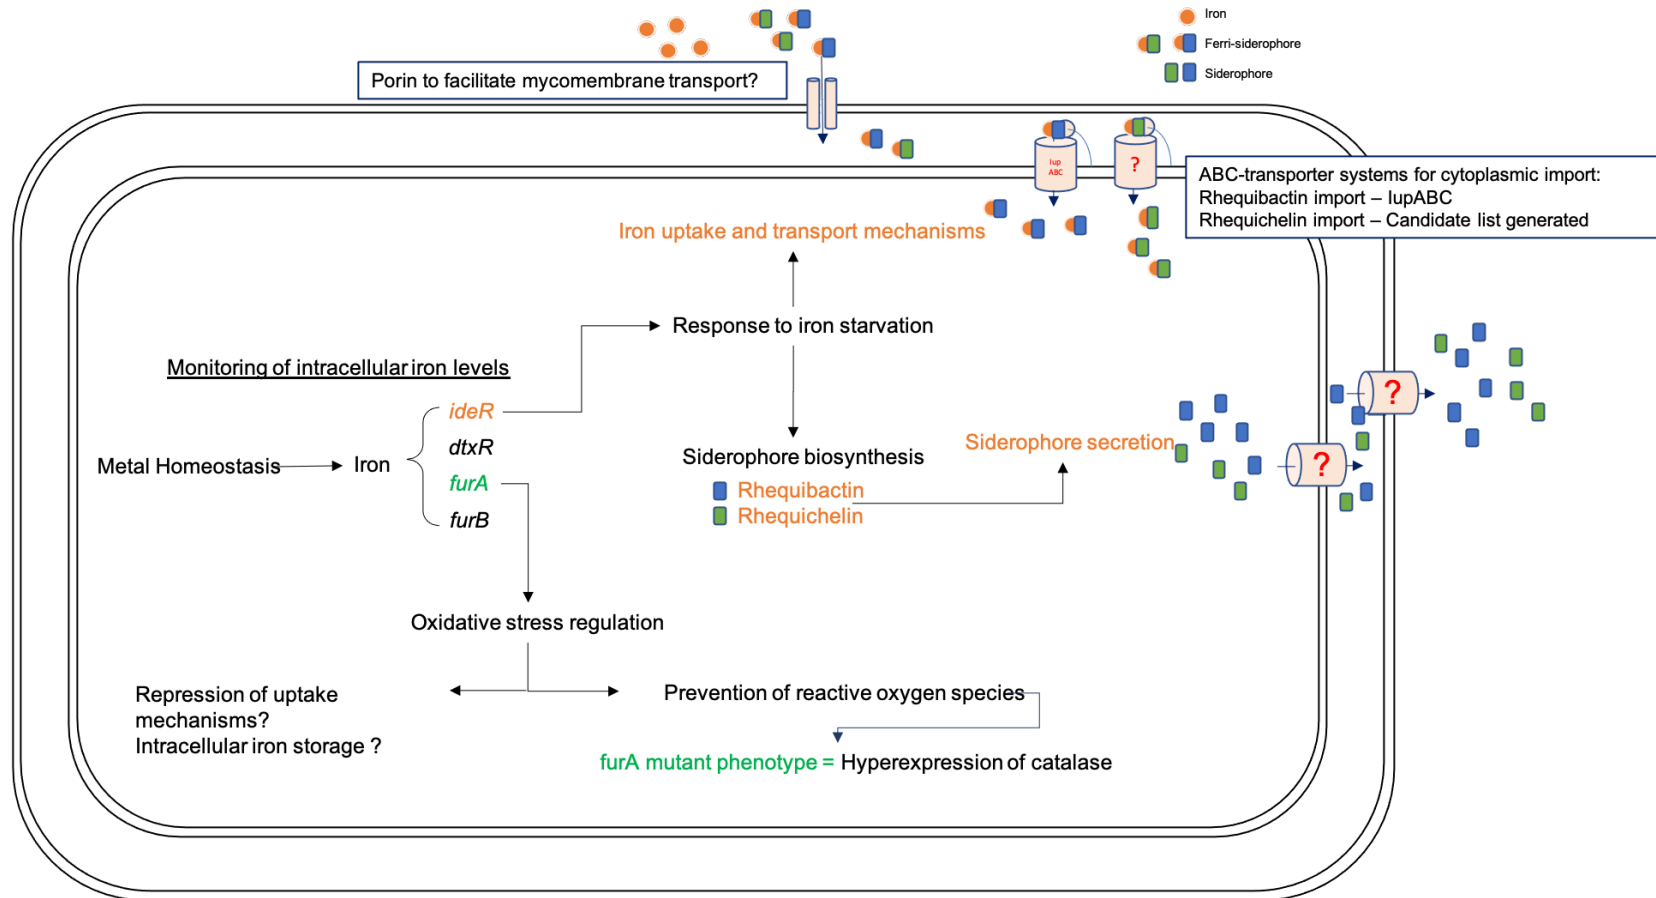 Iron
Ferri-siderophore
Siderophore
Porin to facilitate mycomembrane transport?
Iup
ABC
?
ABC-transporter systems for cytoplasmic import:
Rhequibactin import – IupABC
Rhequichelin import – Candidate list generated
Iron uptake and transport mechanisms
Response to iron starvation
Monitoring of intracellular iron levels
ideR
dtxR
furA
furB
Metal Homeostasis
Iron
Siderophore biosynthesis
Rhequibactin
Rhequichelin
Siderophore secretion
?
?
Oxidative stress regulation
Repression of uptake
mechanisms?
Intracellular iron storage ?
Prevention of reactive oxygen species
furA mutant phenotype = Hyperexpression of catalase